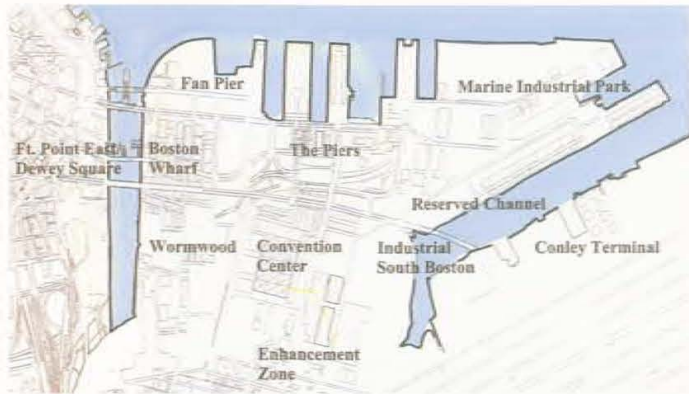 Fan Pier
Marine Industrial Park
Ft. Point East/
Dewey Square
Boston
Wharf
The Piers
Reserved Channel
Wormwood
Convention
Center
Industrial
South Boston
Conley Terminal
Enhancement
Zone